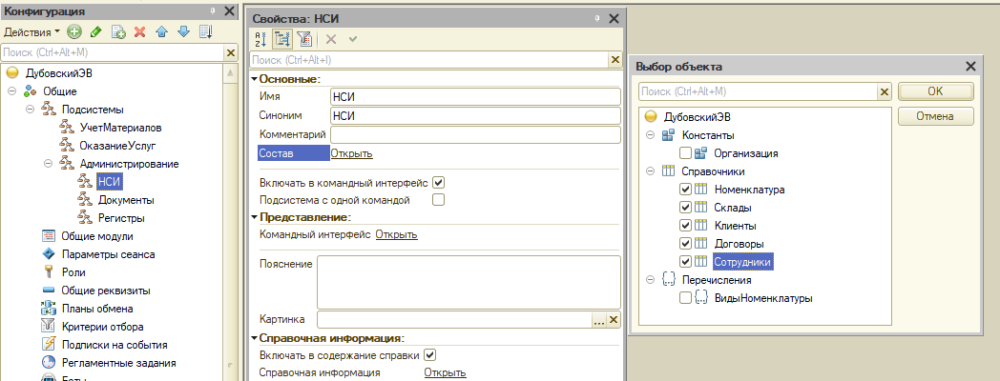 Конфигурация
Действия
Поиск (Ctrl+Alt+M)
ДубовскийЭВ
Общие
Подсистемы
УчетМатериалов
ОказаниеУслуг
Администрирование
НСИ
Документы
Регистры
Общие модули
Параметры сеанса
Роли
Общие реквизиты
Планы обмена
Критерии отбора
Подписки на события
Регламентные задания
Свойства: НСИ
Поиск (Ctrl+Alt+I)
Основные:
Имя НСИ
Синоним НСИ
Комментарий
Состав Открыть
Включать в командный интерфейс
Подсистема с одной командой
Представление:
Командный интерфейс Открыть
Пояснение
Картинка ...
Справочная информация:
Включать в содержание справки
Справочная информация Открыть
Выбор объекта
Поиск (Ctrl+Alt+M) OK
Отмена
ДубовскийЭВ
Константы
Организация
Справочники
Номенклатура
Склады
Клиенты
Договоры
Сотрудники
Перечисления
ВидыНоменклатуры